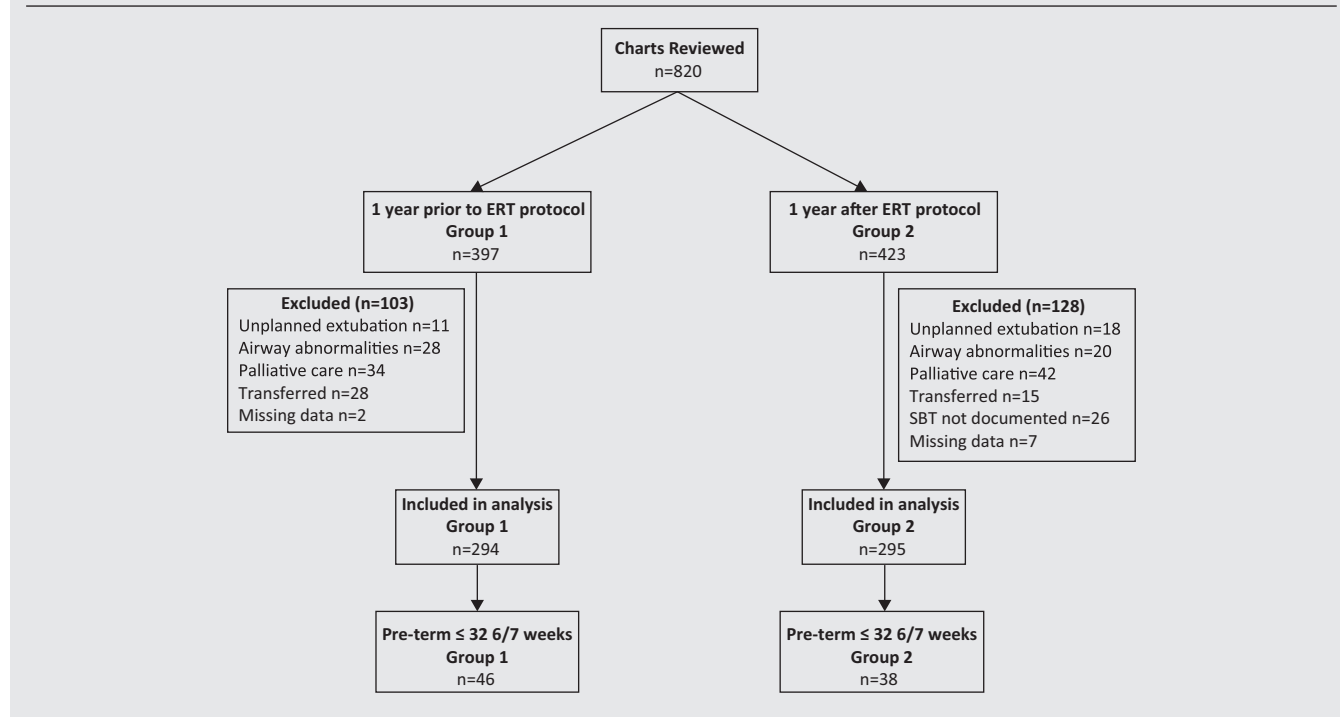 Charts Reviewed
n=820
1 year prior to ERT protocol
Group 1
n=397
1 year after ERT protocol
Group 2
n=423
Excluded (n=103)
Unplanned extubation n=11
Airway abnormalities n=28
Palliative care n=34
Transferred n=28
Missing data n=2
Excluded (n=128)
Unplanned extubation n=18
Airway abnormalities n=20
Palliative care n=42
Transferred n=15
SBT not documented n=26
Missing data n=7
Included in analysis
Group 1
n=294
Included in analysis
Group 2
n=295
Pre-term ≤ 32 6/7 weeks
Group 1
n=46
Pre-term ≤ 32 6/7 weeks
Group 2
n=38